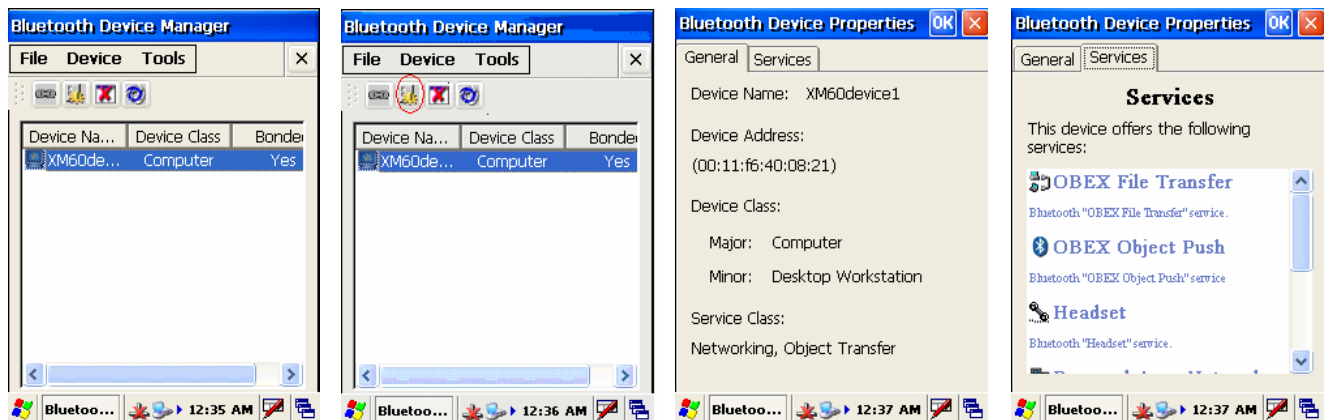 Bluetooth Device Manager
File Device Tools
Device Na... Device Class Bonde
XM60de... Computer Yes
Bluetoo... 12:35 AM
Bluetooth Device Manager
File Device Tools
Device Na... Device Class Bonde
XM60de... Computer Yes
Bluetoo... 12:36 AM
Bluetooth Device Properties OK
General Services
Device Name: XM60device1
Device Address:
(00:11:f6:40:08:21)
Device Class:
Major: Computer
Minor: Desktop Workstation
Service Class:
Networking, Object Transfer
Bluetoo... 12:37 AM
Bluetooth Device Properties OK
General Services
Services
This device offers the following
services:
OBEX File Transfer
Bluetooth "OBEX File Transfer" service.
OBEX Object Push
Bluetooth "OBEX Object Push" service
Headset
Bluetooth "Headset" service.
Bluetoo... 12:37 AM